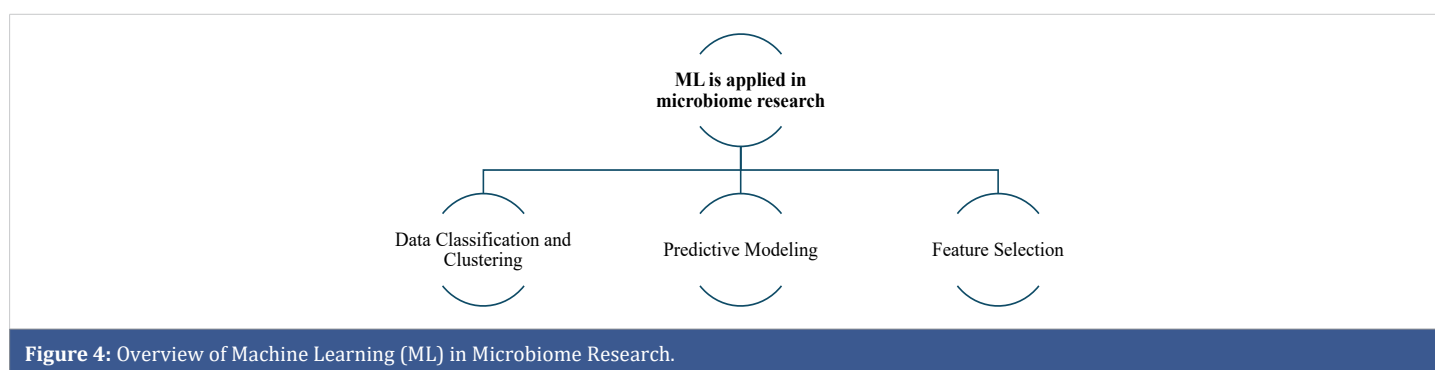 ML is applied in
microbiome research
Data Classification and
Clustering
Predictive Modeling
Feature Selection
Figure 4: Overview of Machine Learning (ML) in Microbiome Research.